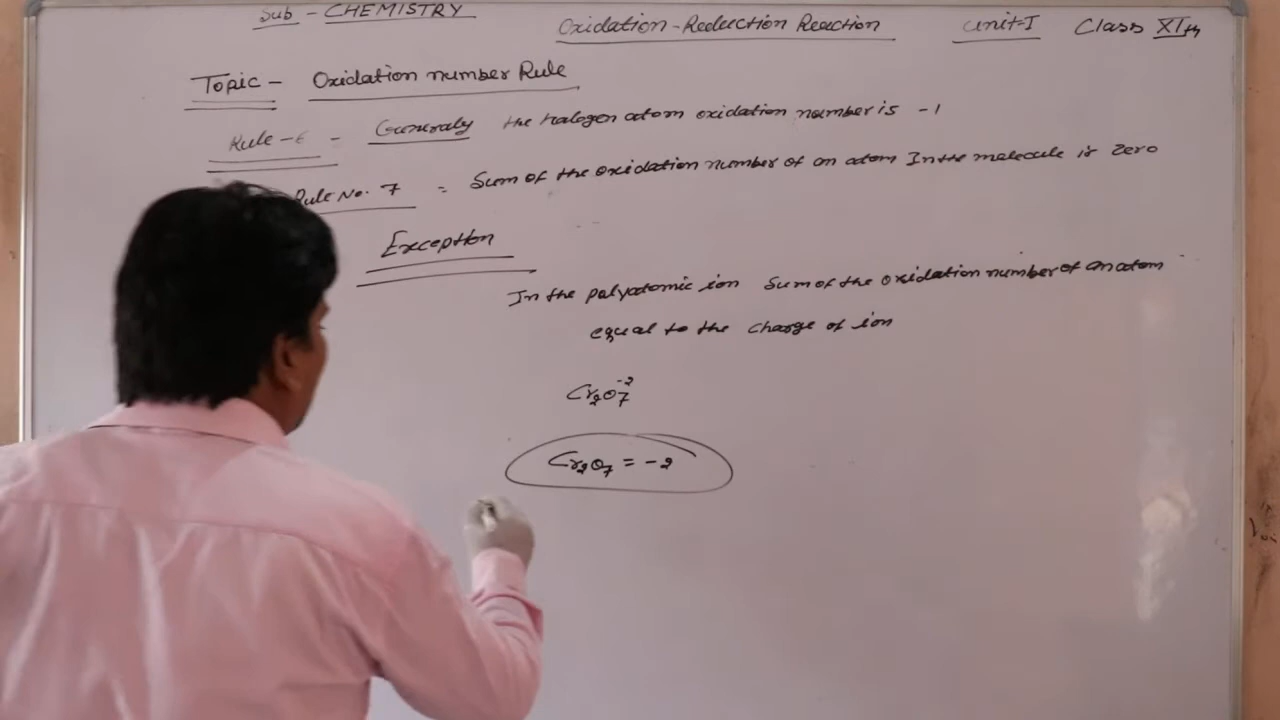 Sub - CHEMISTRY
Oxidation-Reduction Reaction Unit-I Class XIth
Topic - Oxidation number Rule
Rule-6 - Generaly the halogen atom oxidation number is -1
Rule No. 7 = Sum of the oxidation number of an atom In the molecule is zero
Exception
In the polyatomic ion sum of the oxidation number of an atom
equal to the charge of ion
Cr₂O₇⁻²
Cr₂O₇ = -2